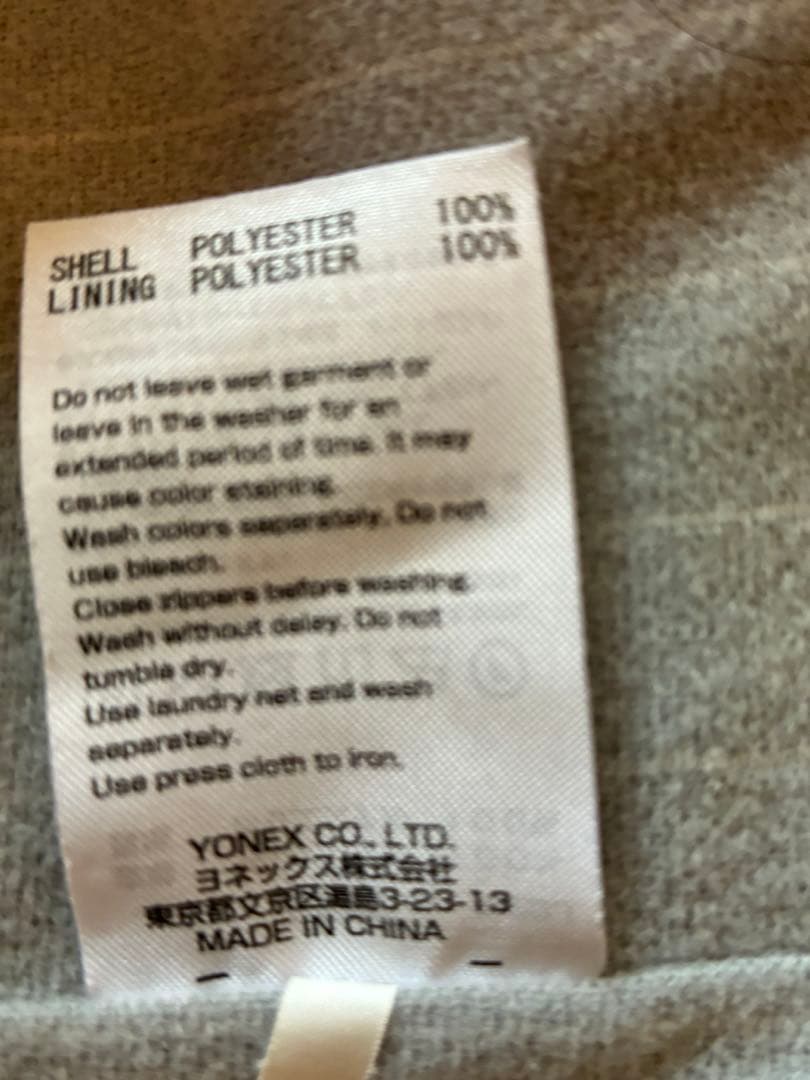 SHELL POLYESTER 100%
LINING POLYESTER 100%
Do not leave wet garment or
leave in the washer for an
extended period of time. It may
cause color staining.
Wash colors separately. Do not
use bleach.
Close zippers before washing.
Wash without delay. Do not
tumble dry.
Use laundry net and wash
separately.
Use press cloth to iron.
YONEX CO., LTD.
ヨネックス株式会社
東京都文京区湯島3-23-13
MADE IN CHINA